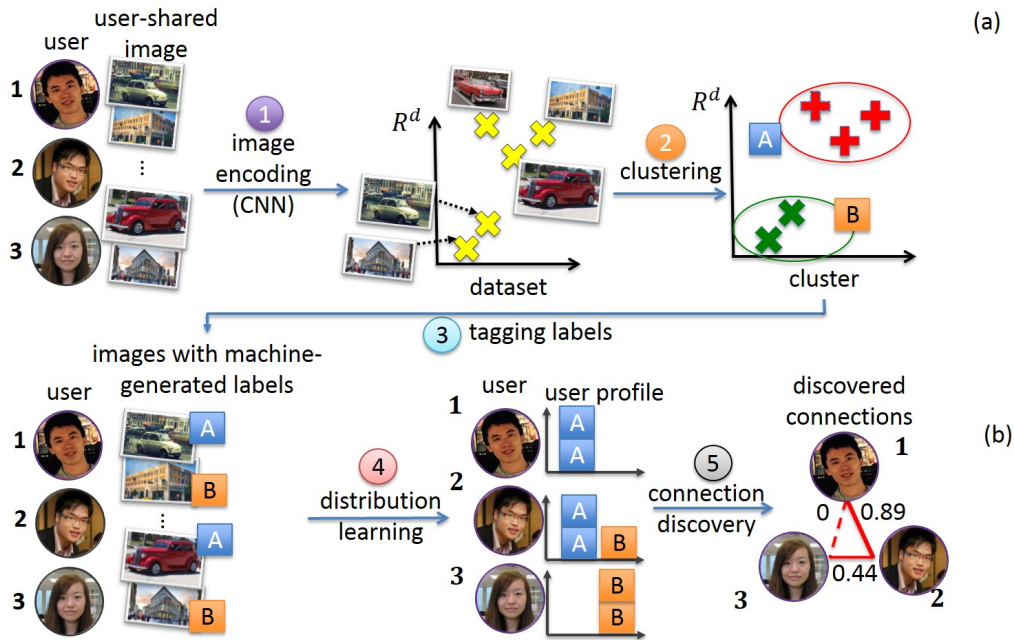 (a)
user
user-shared
image
1
2
3
...
1
image
encoding
(CNN)
R^d
dataset
2
clustering
R^d
A
B
cluster
3 tagging labels
images with machine-
generated labels
user
1
2
3
A
B
...
A
B
4
distribution
learning
user
user profile
1
A
A
2
A
A B
3
B
B
5
connection
discovery
discovered
connections
(b)
1
0 0.89
0.44
3
2